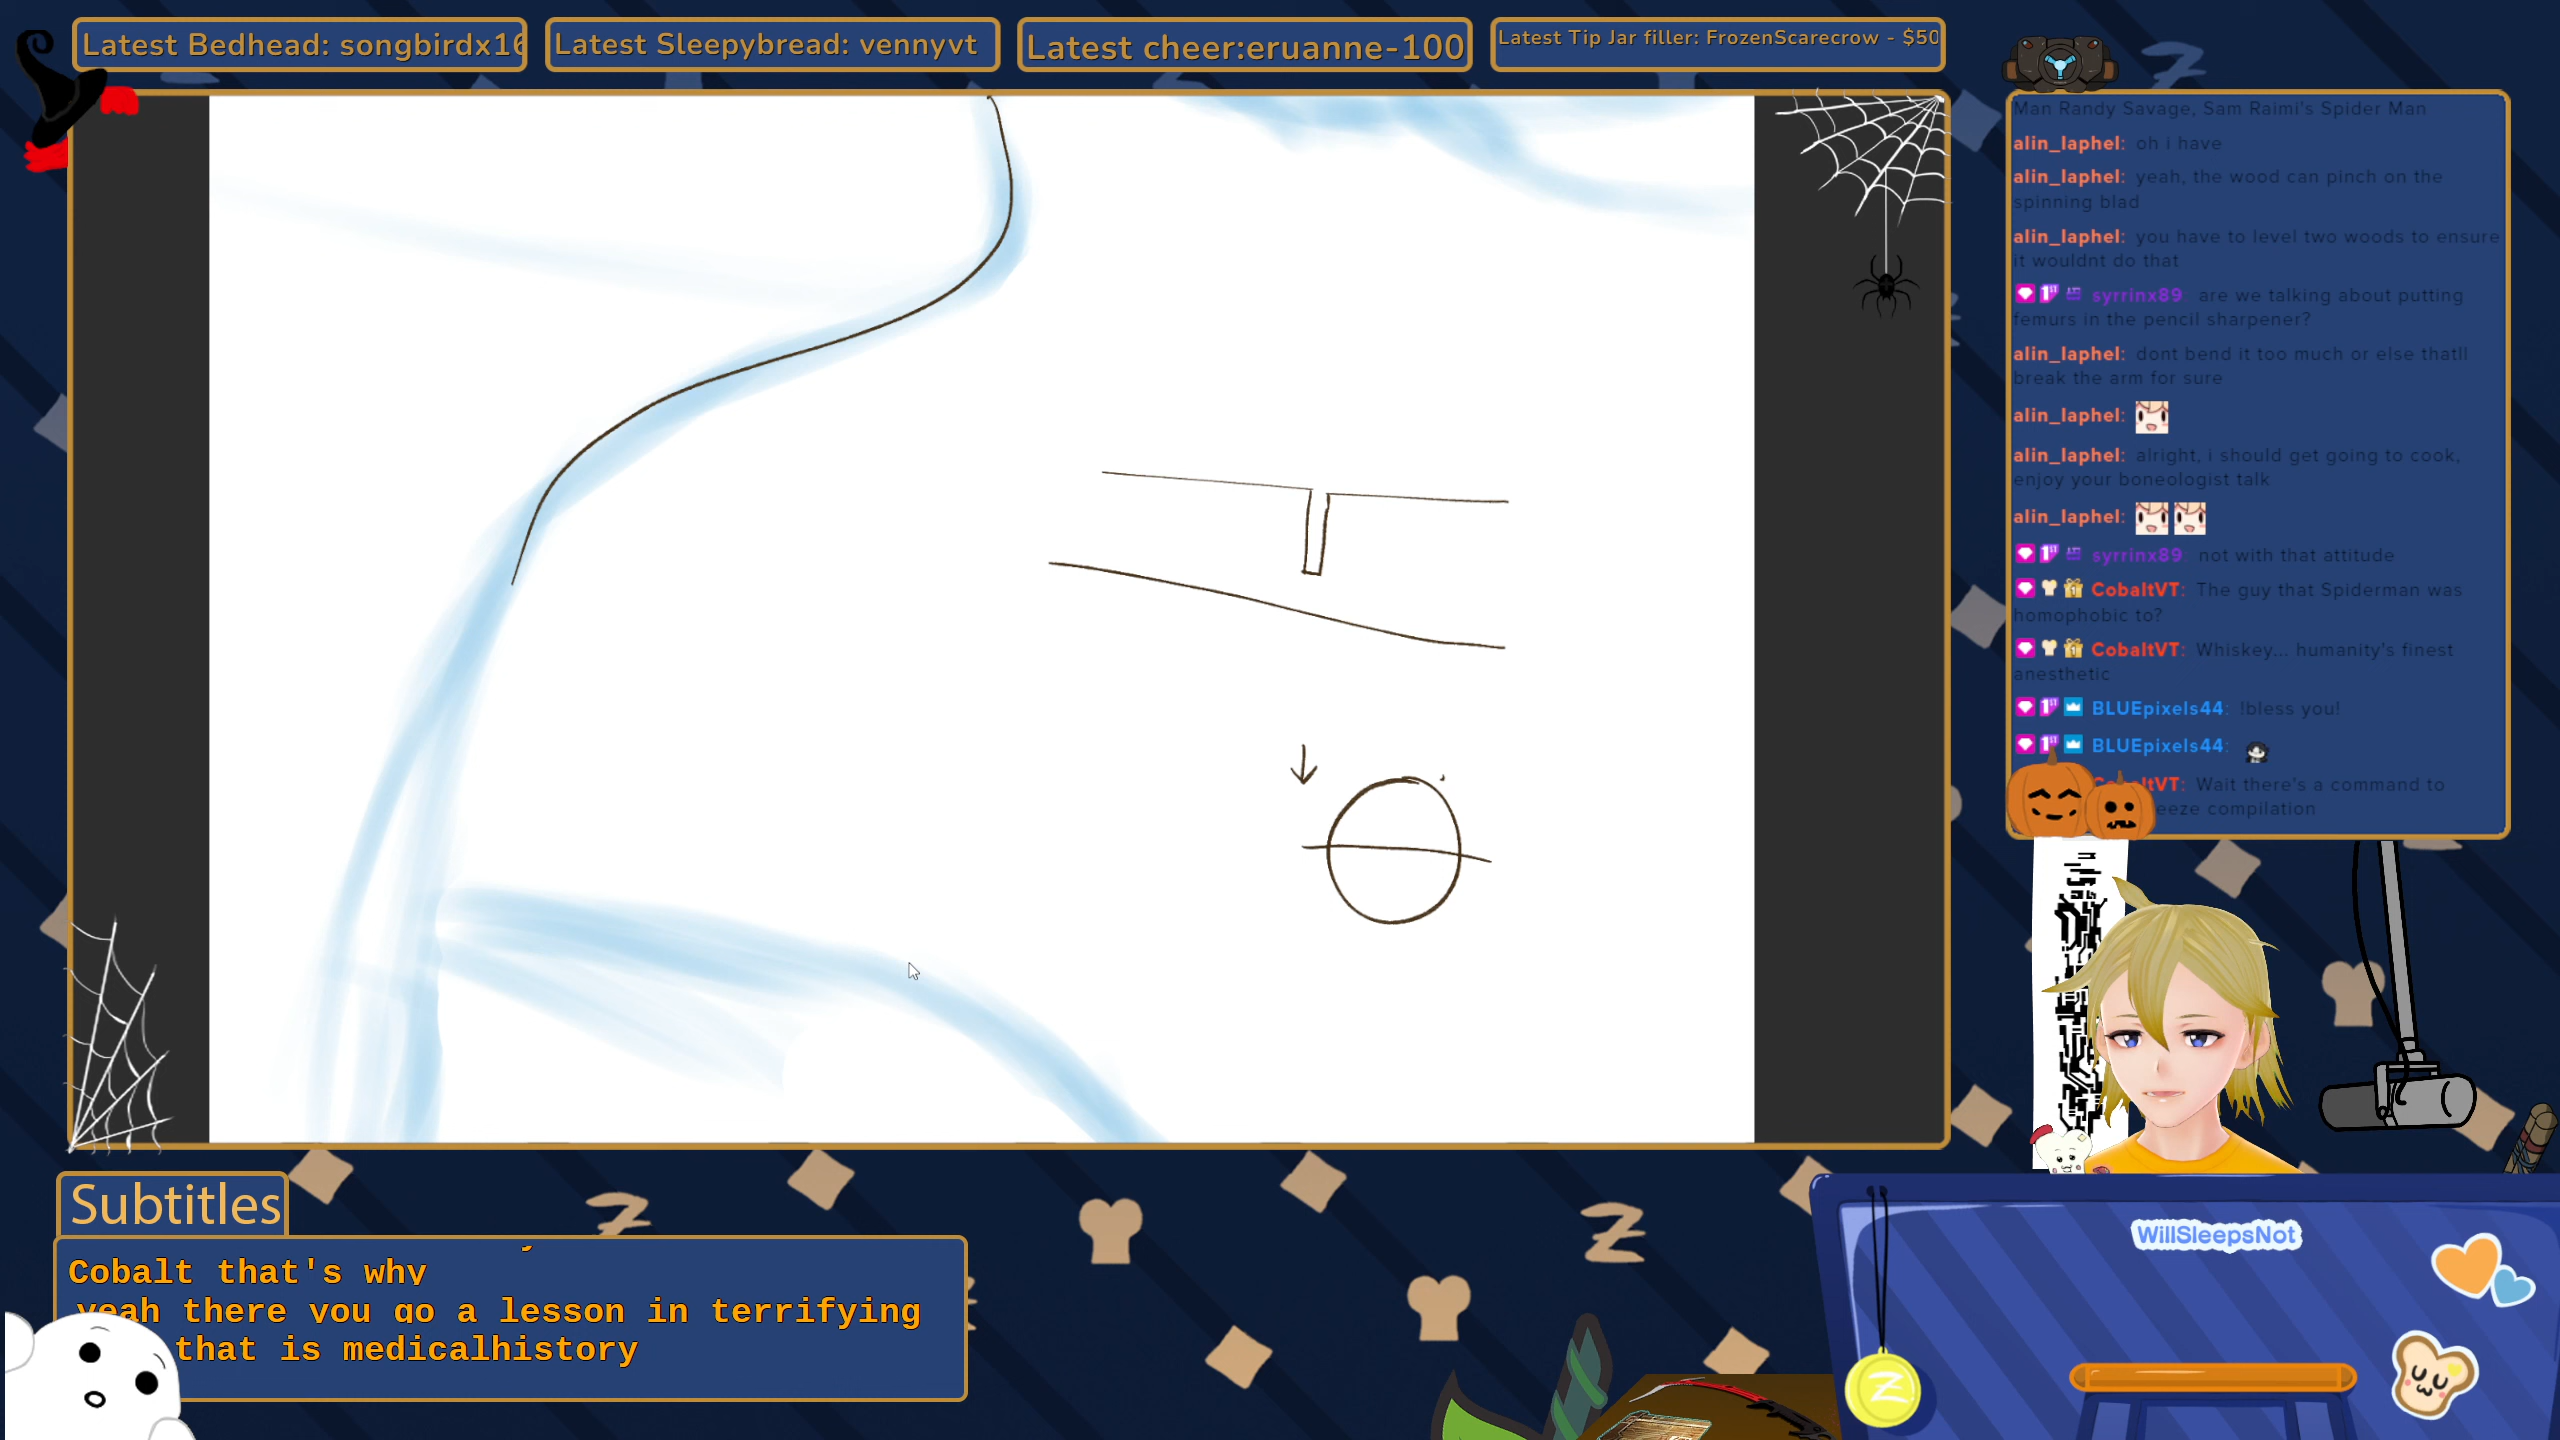 Latest Bedhead: songbirdx16
Latest Sleepybread: vennyvt
Latest cheer:eruanne-100
Latest Tip Jar filler: FrozenScarecrow - $50
Man Randy Savage, Sam Raimi's Spider Man
alin_laphel: oh i have
alin_laphel: yeah, the wood can pinch on the
spinning blad
alin_laphel: you have to level two woods to ensure
it wouldnt do that
syrrinx89: are we talking about putting
femurs in the pencil sharpener?
alin_laphel: dont bend it too much or else thatll
break the arm for sure
alin_laphel:
alin_laphel: alright, i should get going to cook,
enjoy your boneologist talk
alin_laphel:
syrrinx89: not with that attitude
CobaltVT: The guy that Spiderman was
homophobic to?
CobaltVT: Whiskey... humanity's finest
anesthetic
BLUEpixels44: !bless you!
BLUEpixels44:
ltVT: Wait there's a command to
eeze compilation
Subtitles
Cobalt that's why
yeah there you go a lesson in terrifying
that is medicalhistory
WillSleepsNot